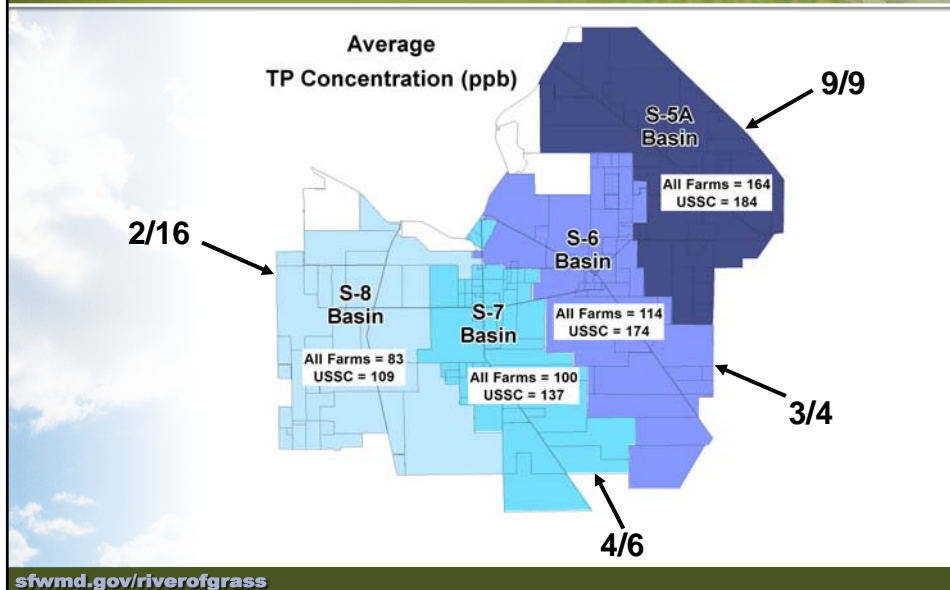 Average
TP Concentration (ppb)
9/9
S-5A
Basin
All Farms = 164
USSC = 184
2/16
S-6
Basin
S-8
Basin
S-7
Basin
All Farms = 114
USSC = 174
All Farms = 83
USSC = 109
All Farms = 100
USSC = 137
3/4
4/6
sfwmd.gov/riverofgrass